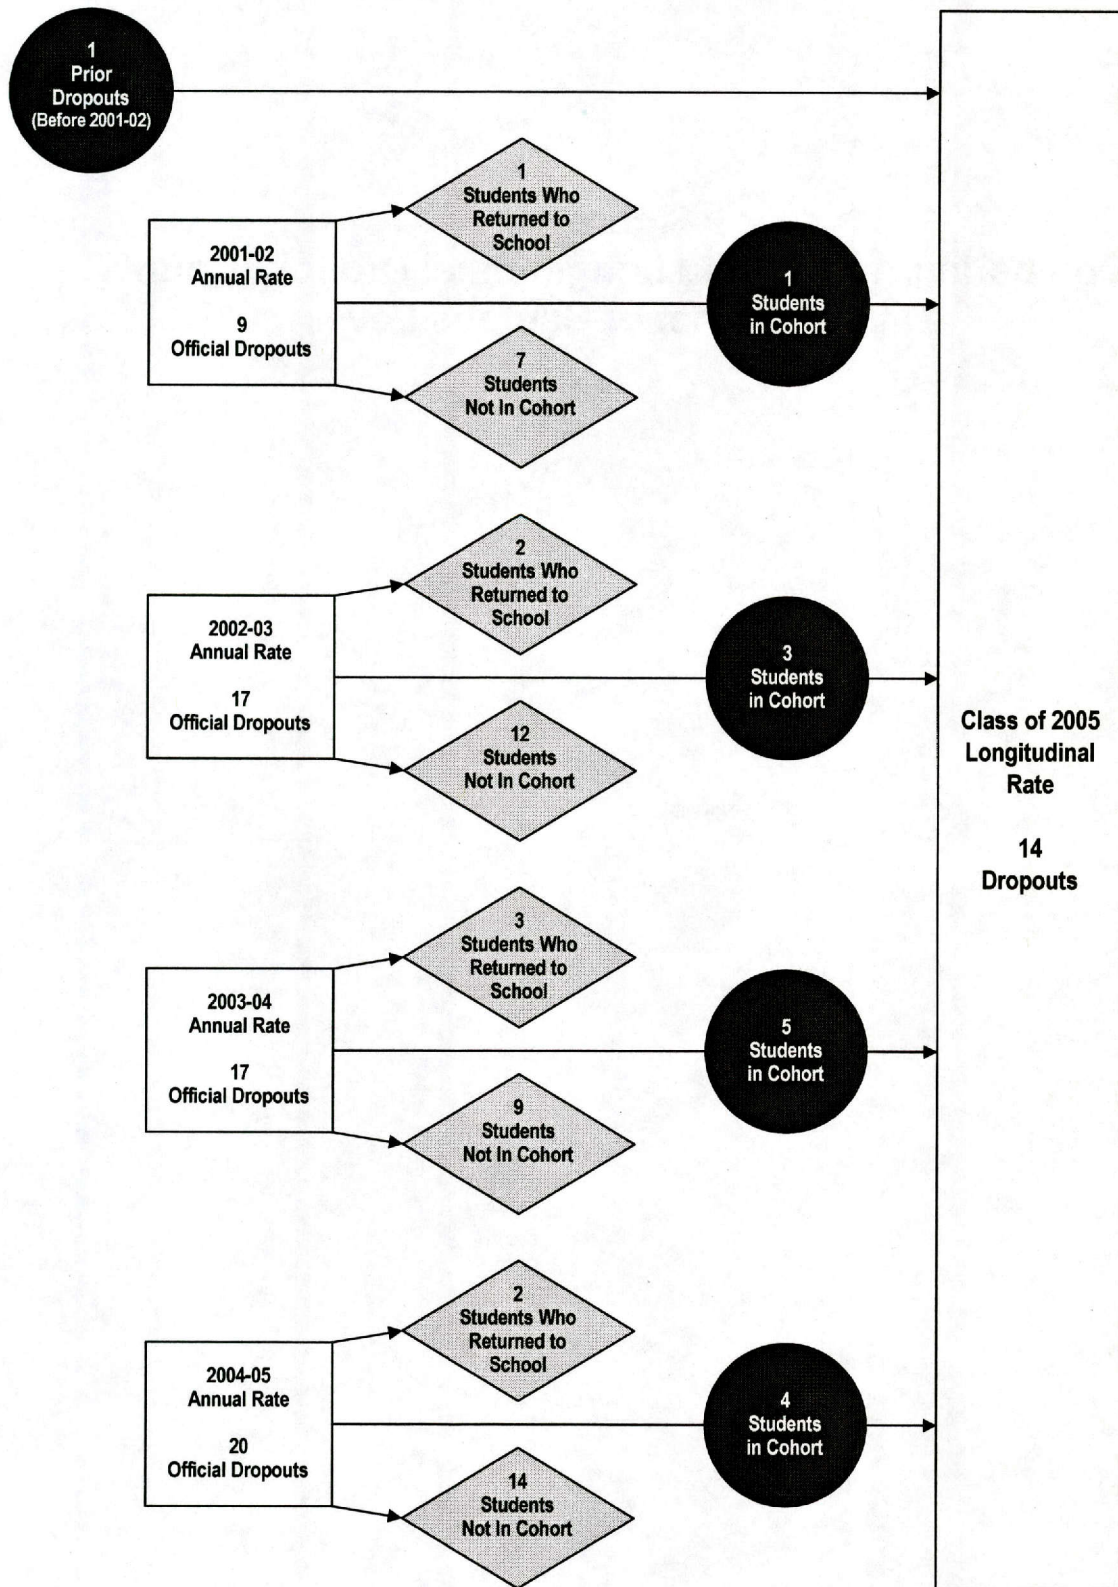 1
Prior
Dropouts
(Before 2001-02)
1
Students Who
Returned to
School
2001-02
Annual Rate
9
Official Dropouts
1
Students
in Cohort
7
Students
Not In Cohort
2
Students Who
Returned to
School
2002-03
Annual Rate
17
Official Dropouts
3
Students
in Cohort
12
Students
Not In Cohort
Class of 2005
Longitudinal
Rate
14
Dropouts
3
Students Who
Returned to
School
2003-04
Annual Rate
17
Official Dropouts
5
Students
in Cohort
9
Students
Not In Cohort
2
Students Who
Returned to
School
2004-05
Annual Rate
20
Official Dropouts
4
Students
in Cohort
14
Students
Not In Cohort